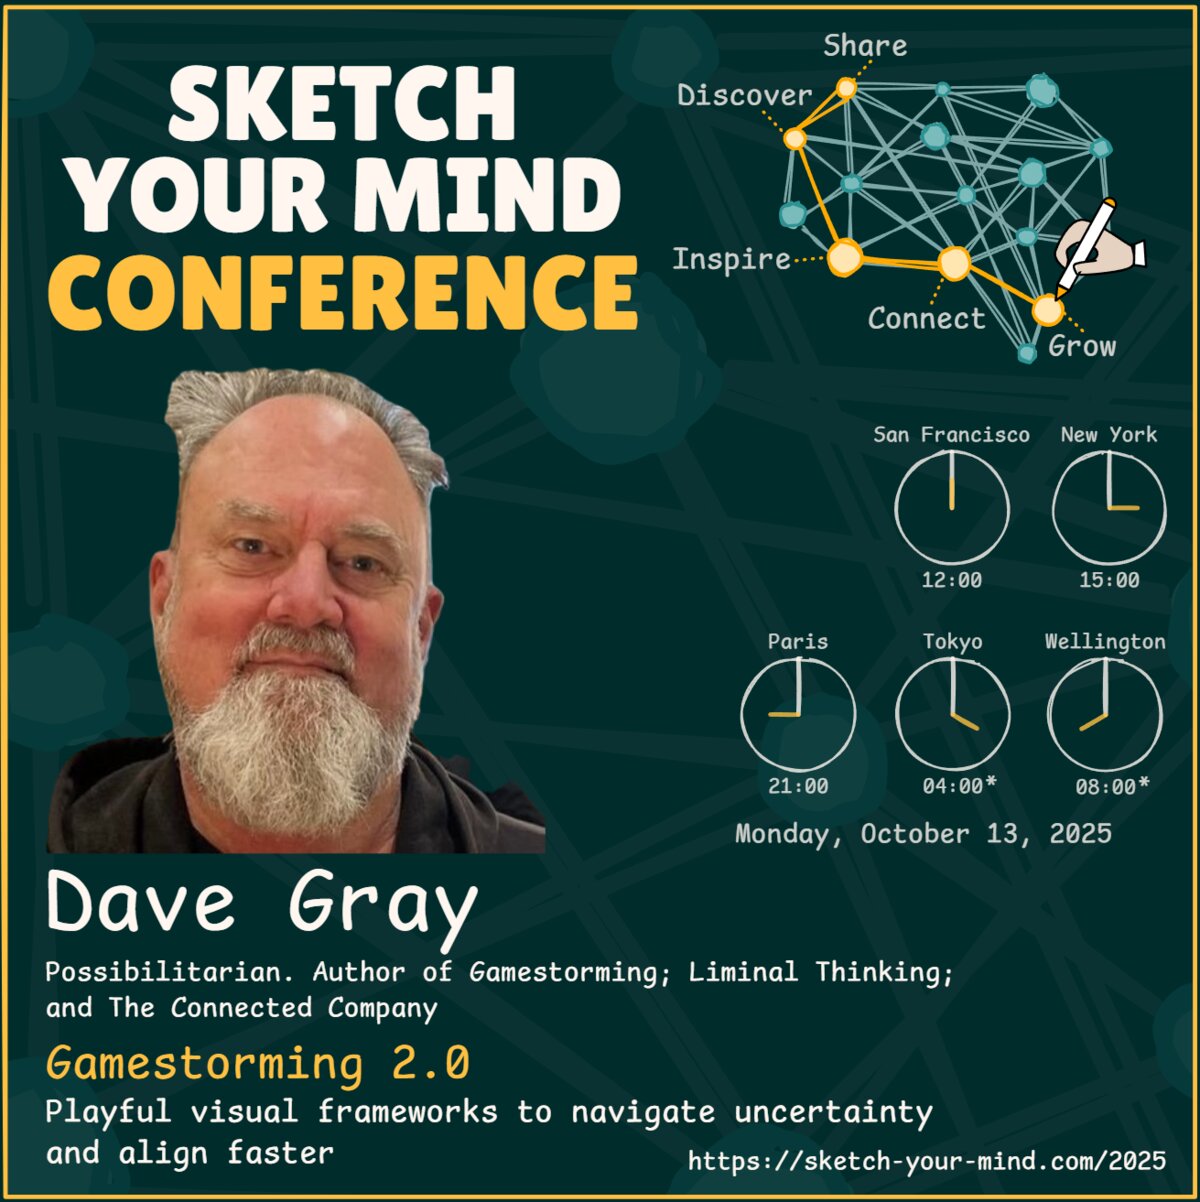 SKETCH
YOUR MIND
CONFERENCE
Share
Discover
Inspire
Connect
Grow
San Francisco
12:00
New York
15:00
Paris
21:00
Tokyo
04:00*
Wellington
08:00*
Monday, October 13, 2025
Dave Gray
Possibilitarian. Author of Gamestorming; Liminal Thinking;
and The Connected Company
Gamestorming 2.0
Playful visual frameworks to navigate uncertainty
and align faster
https://sketch-your-mind.com/2025